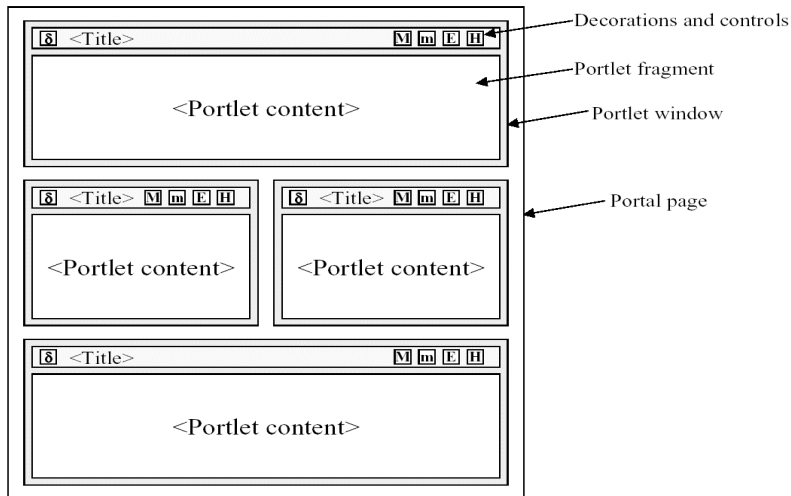 δ <Title> M m E H
Decorations and controls
Portlet fragment
<Portlet content>
Portlet window
δ <Title> M m E H
δ <Title> M m E H
Portal page
<Portlet content>
<Portlet content>
δ <Title> M m E H
<Portlet content>